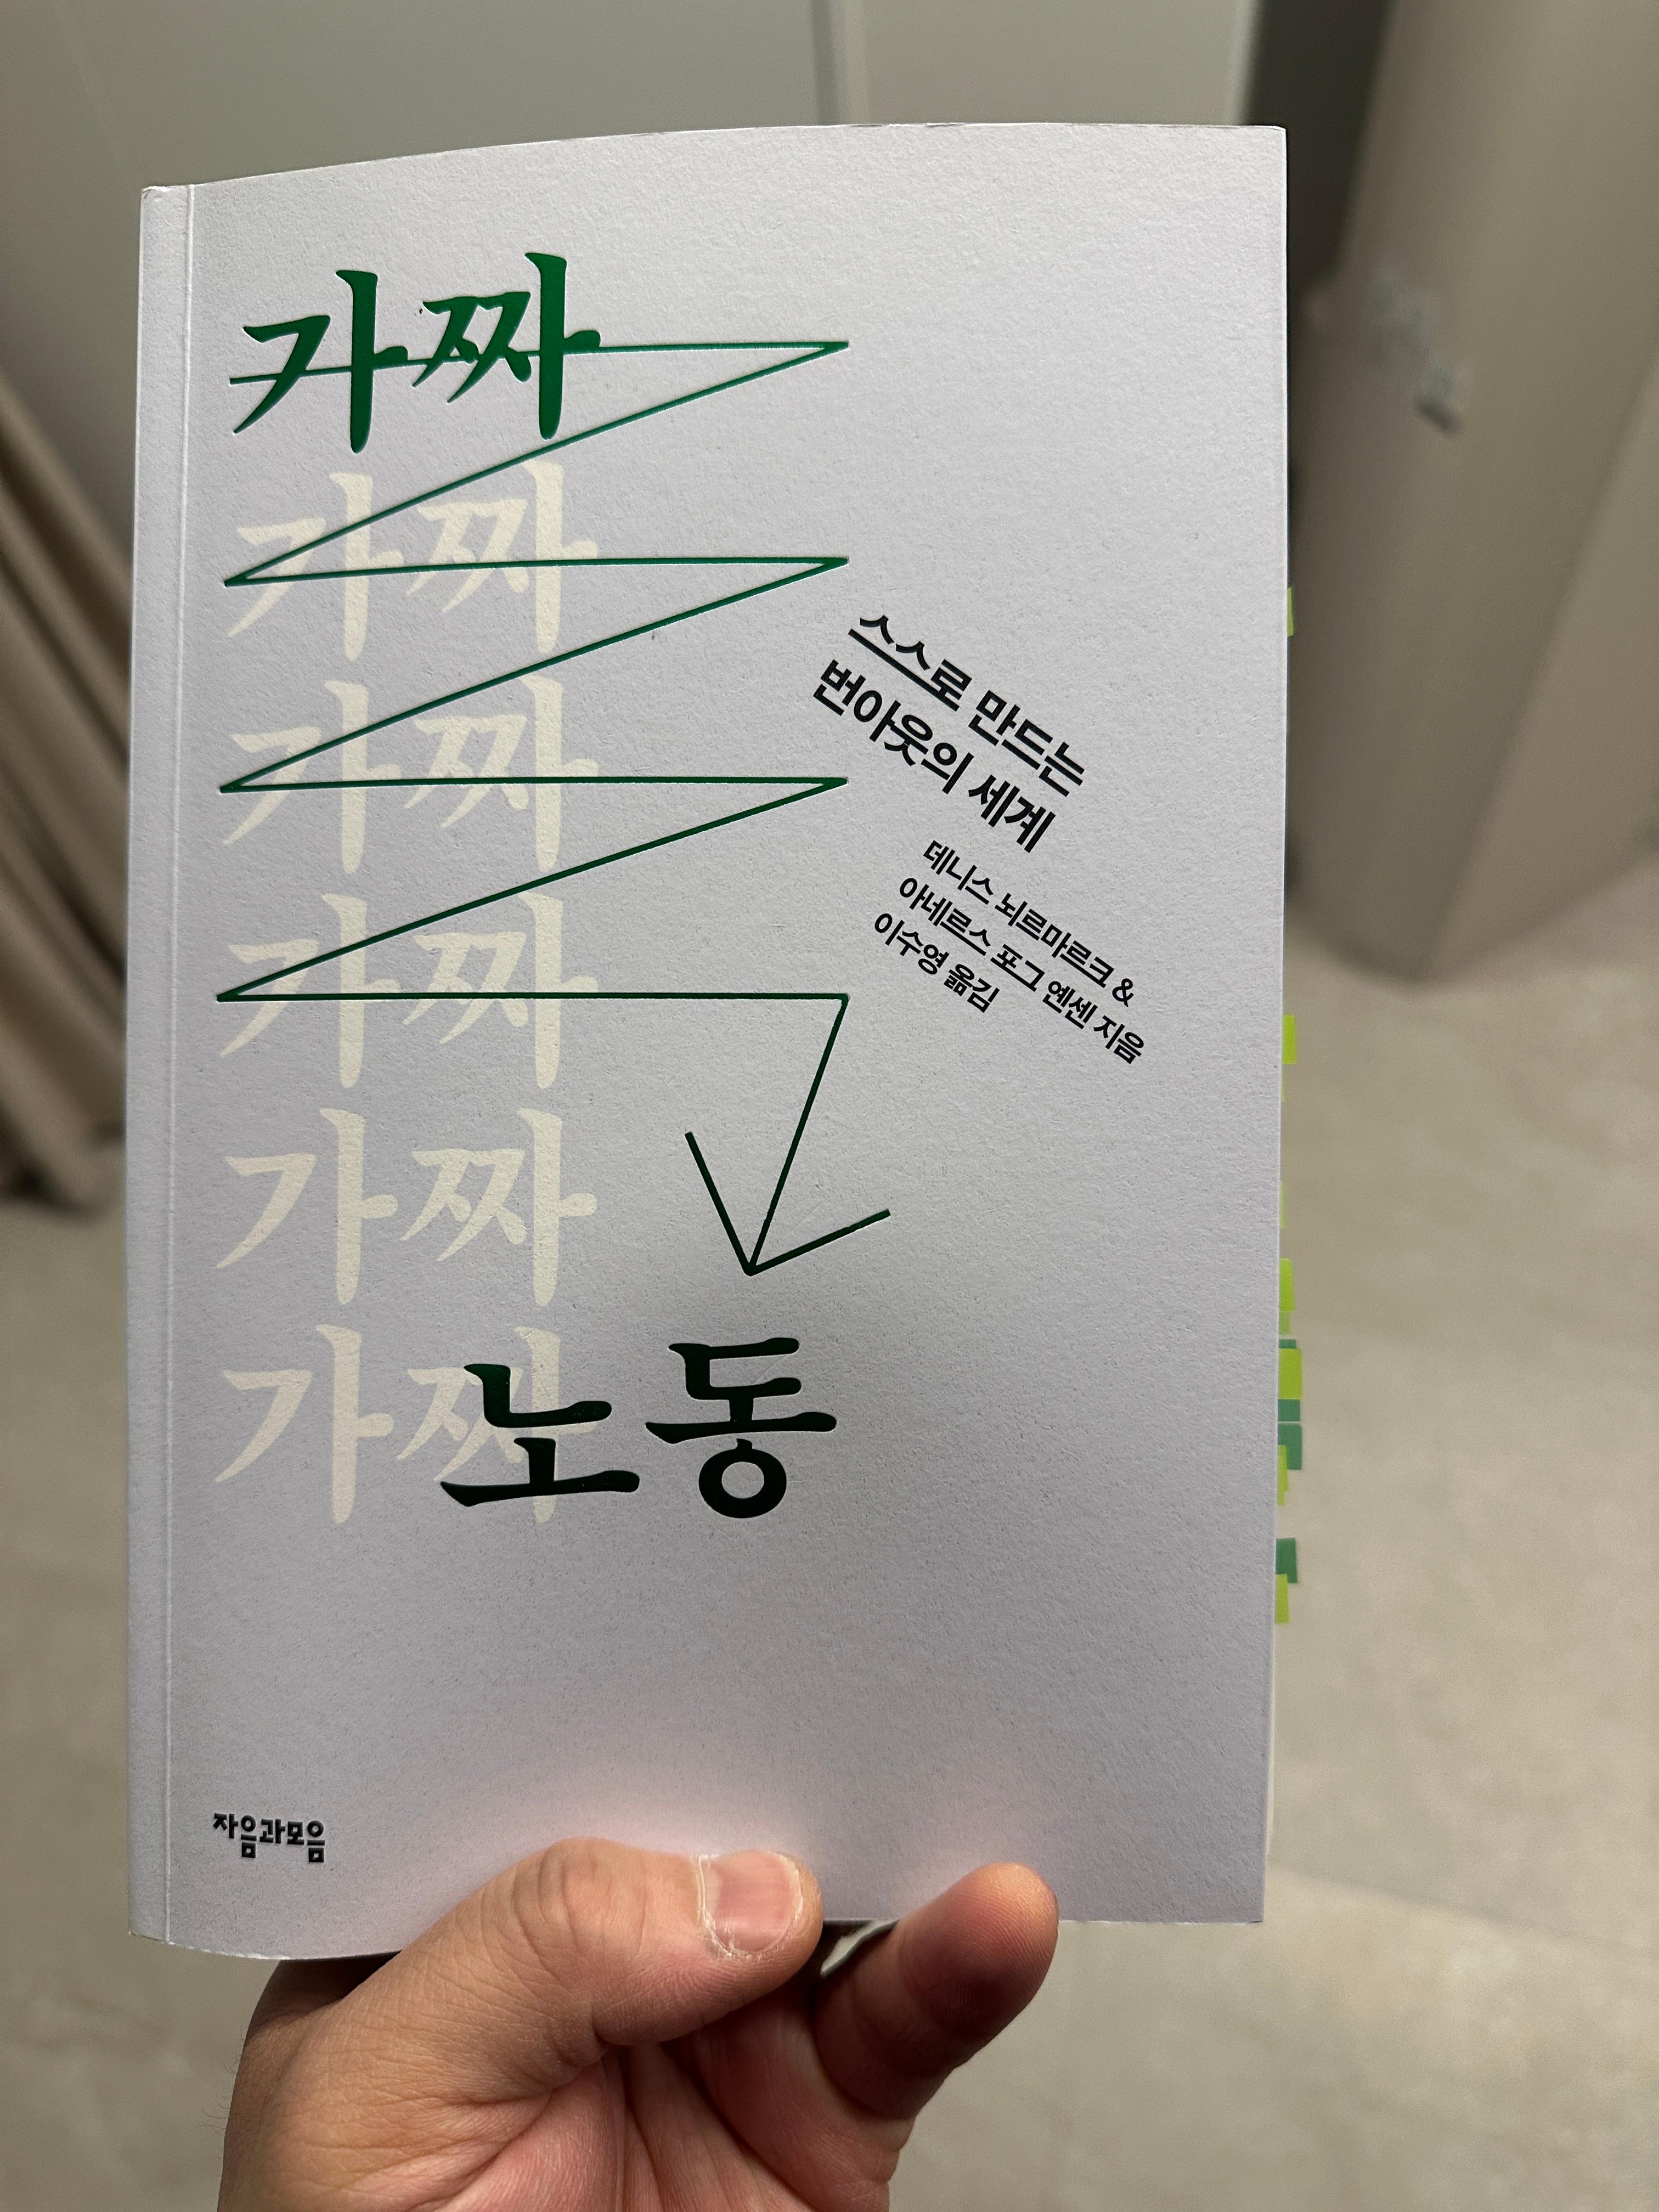 가짜
가짜
가짜
가짜
가짜
가짜
노동
스스로 만드는
번아웃의 세계
데니스 뇌르마르크 &
아네르스 포그 옌센 지음
이수영 옮김
자음과모음